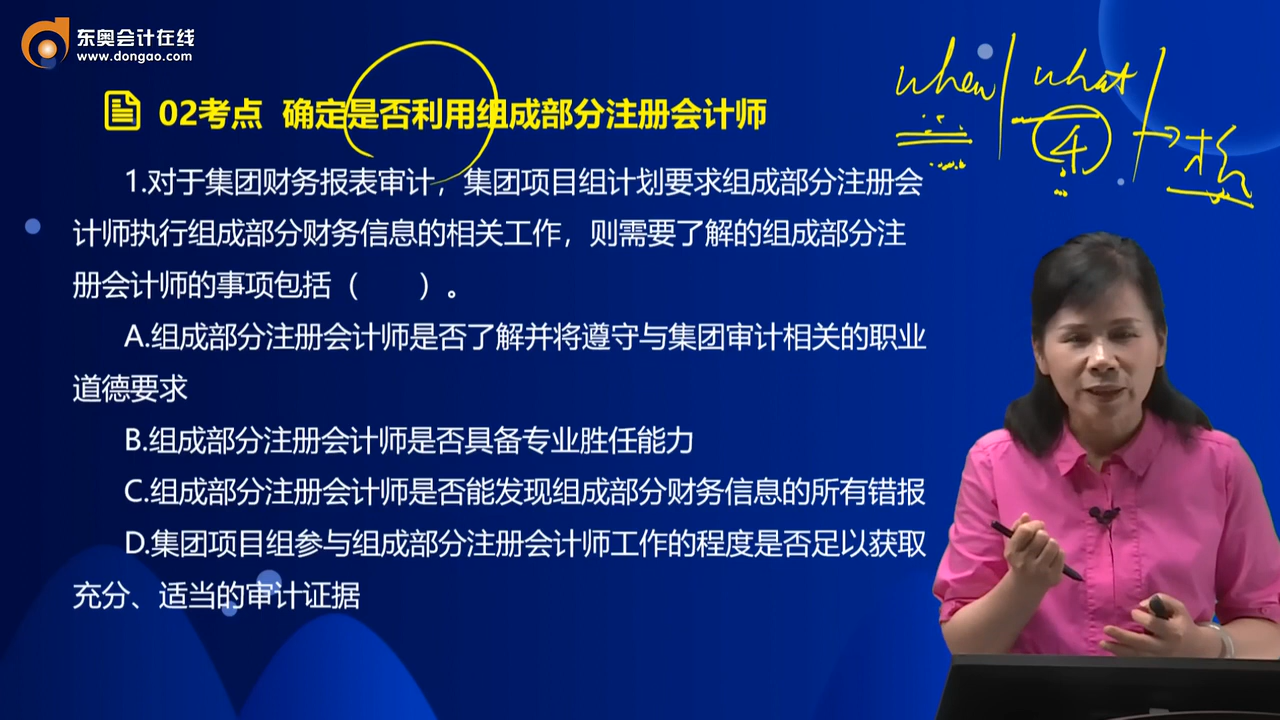 东奥会计在线
www.dongao.com
when what
④
02考点 确定是否利用组成部分注册会计师
1.对于集团财务报表审计，集团项目组计划要求组成部分注册会
计师执行组成部分财务信息的相关工作，则需要了解的组成部分注
册会计师的事项包括（　　）。
A.组成部分注册会计师是否了解并将遵守与集团审计相关的职业
道德要求
B.组成部分注册会计师是否具备专业胜任能力
C.组成部分注册会计师是否能发现组成部分财务信息的所有错报
D.集团项目组参与组成部分注册会计师工作的程度是否足以获取
充分、适当的审计证据